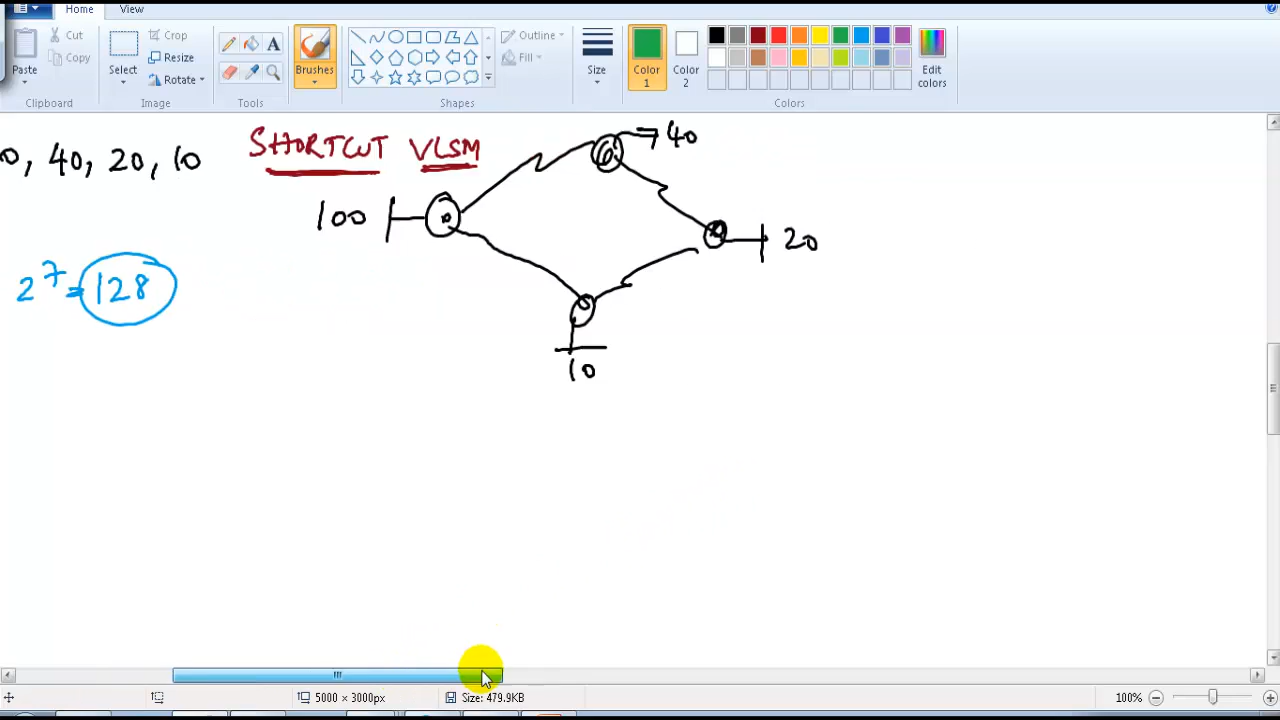 Home View
Cut
Copy
Paste
Clipboard
Select
Crop
Resize
Rotate
Image
A
Tools
Brushes
Shapes
Outline
Fill
Size
Color 1
Color 2
Edit colors
Colors
0, 40, 20, 10
SHORTCUT VLSM
40
100
20
2^7 = 128
10
5000 × 3000px
Size: 479.9KB
100%